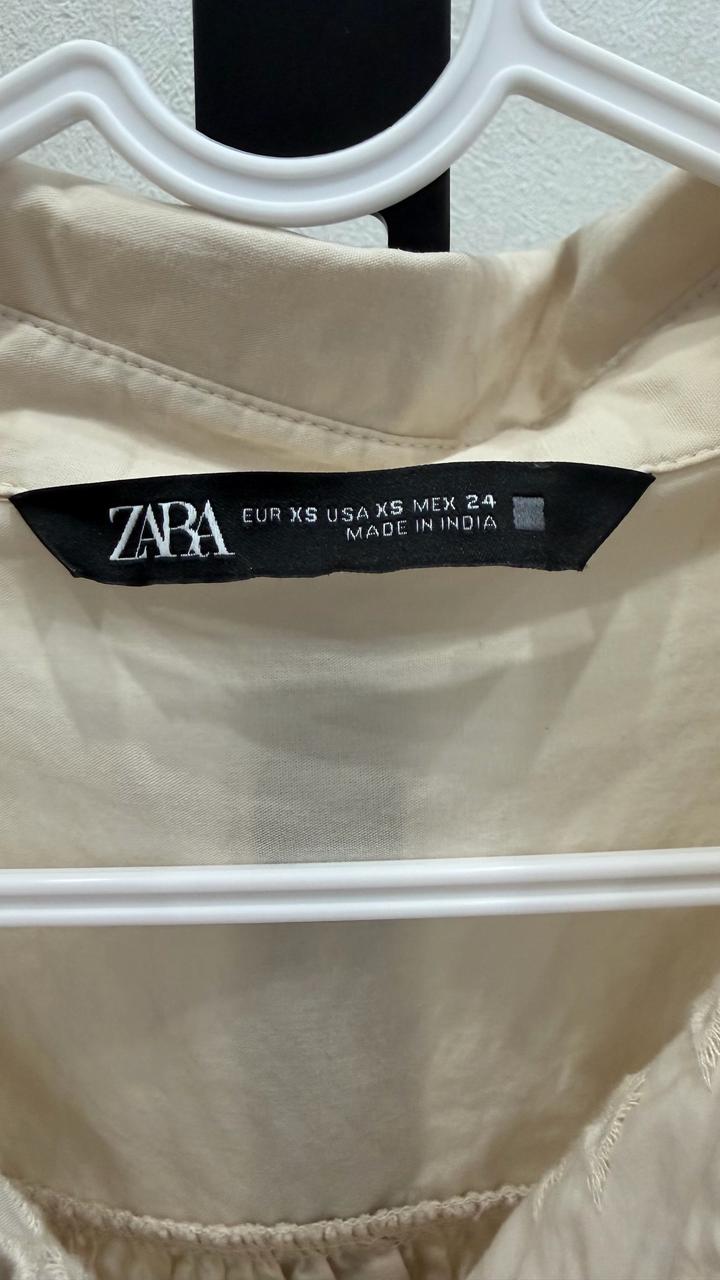 ZARA
EUR XS USA XS MEX 24
MADE IN INDIA